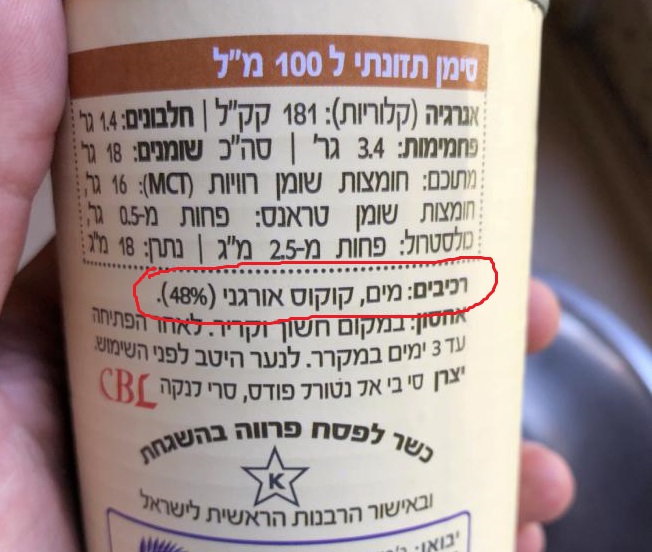 סימן תזונתי ל 100 מ"ל
אנרגיה (קלוריות): 181 קק"ל | חלבונים: 1.4 גר'
פחמימות: 3.4 גר' | סה"כ שומנים: 18 גר'
מתוכם: חומצות שומן רוויות (MCT): 16 גר',
חומצות שומן טראנס: פחות מ-0.5 גר',
כולסטרול: פחות מ-2.5 מ"ג | נתרן: 18 מ"ג
רכיבים: מים, קוקוס אורגני (48%).
אחסון: במקום חשוך וקריר. לאחר הפתיחה
עד 3 ימים במקרר. לנער היטב לפני השימוש.
יצרן סי בי אל נטורל פודס, סרי לנקה CBL
כשר לפסח פרווה בהשגחת
K
ובאישור הרבנות הראשית לישראל
יבואן: